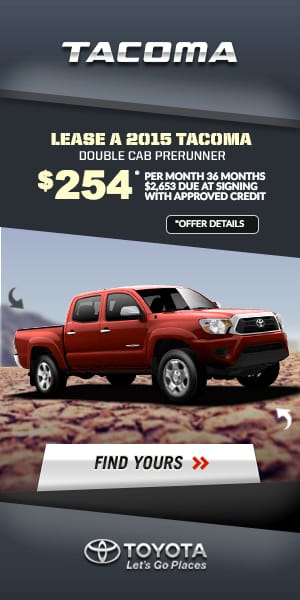 TACOMA
LEASE A 2015 TACOMA
DOUBLE CAB PRERUNNER
$254*
PER MONTH 36 MONTHS
$2,653 DUE AT SIGNING
WITH APPROVED CREDIT
*OFFER DETAILS
FIND YOURS »
TOYOTA
Let's Go Places